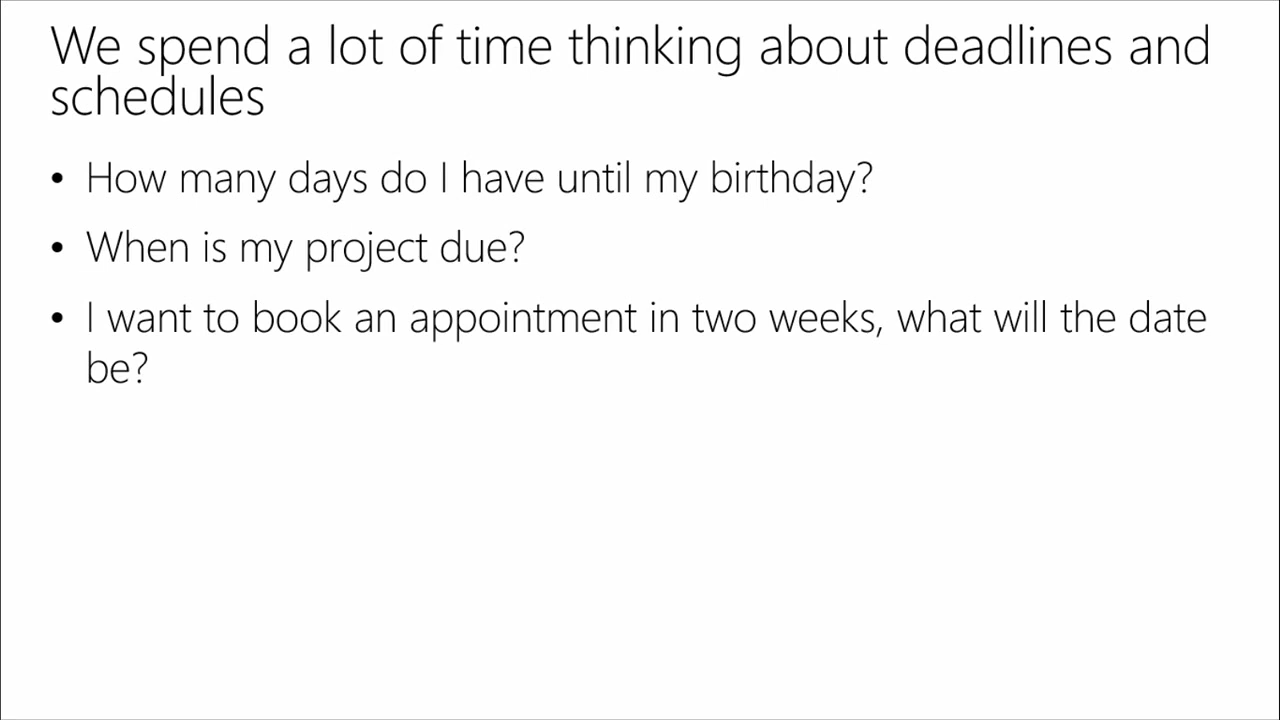 We spend a lot of time thinking about deadlines and
schedules
• How many days do I have until my birthday?
• When is my project due?
• I want to book an appointment in two weeks, what will the date
be?